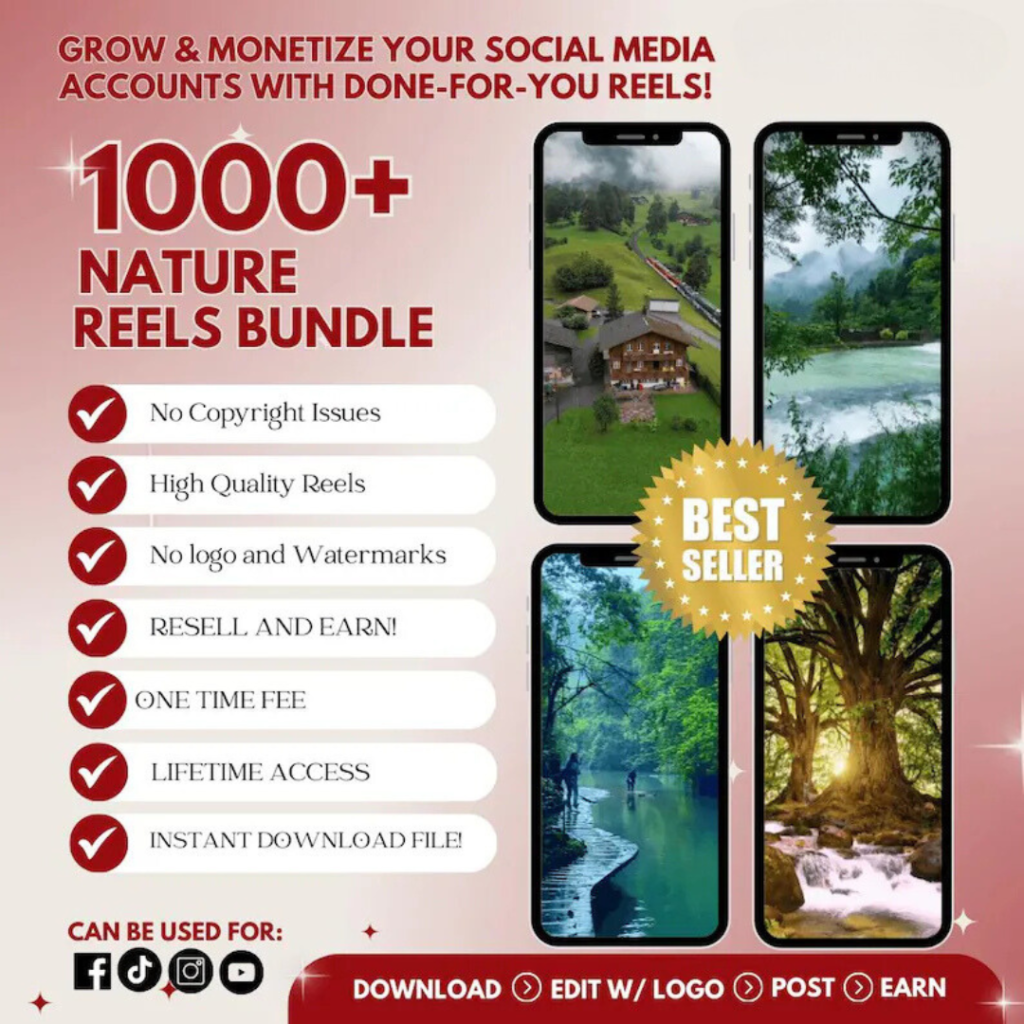 GROW & MONETIZE YOUR SOCIAL MEDIA
ACCOUNTS WITH DONE-FOR-YOU REELS!
1000+
NATURE
REELS BUNDLE
No Copyright Issues
High Quality Reels
No logo and Watermarks
RESELL AND EARN!
ONE TIME FEE
LIFETIME ACCESS
INSTANT DOWNLOAD FILE!
BEST
SELLER
CAN BE USED FOR:
DOWNLOAD > EDIT W/ LOGO > POST > EARN